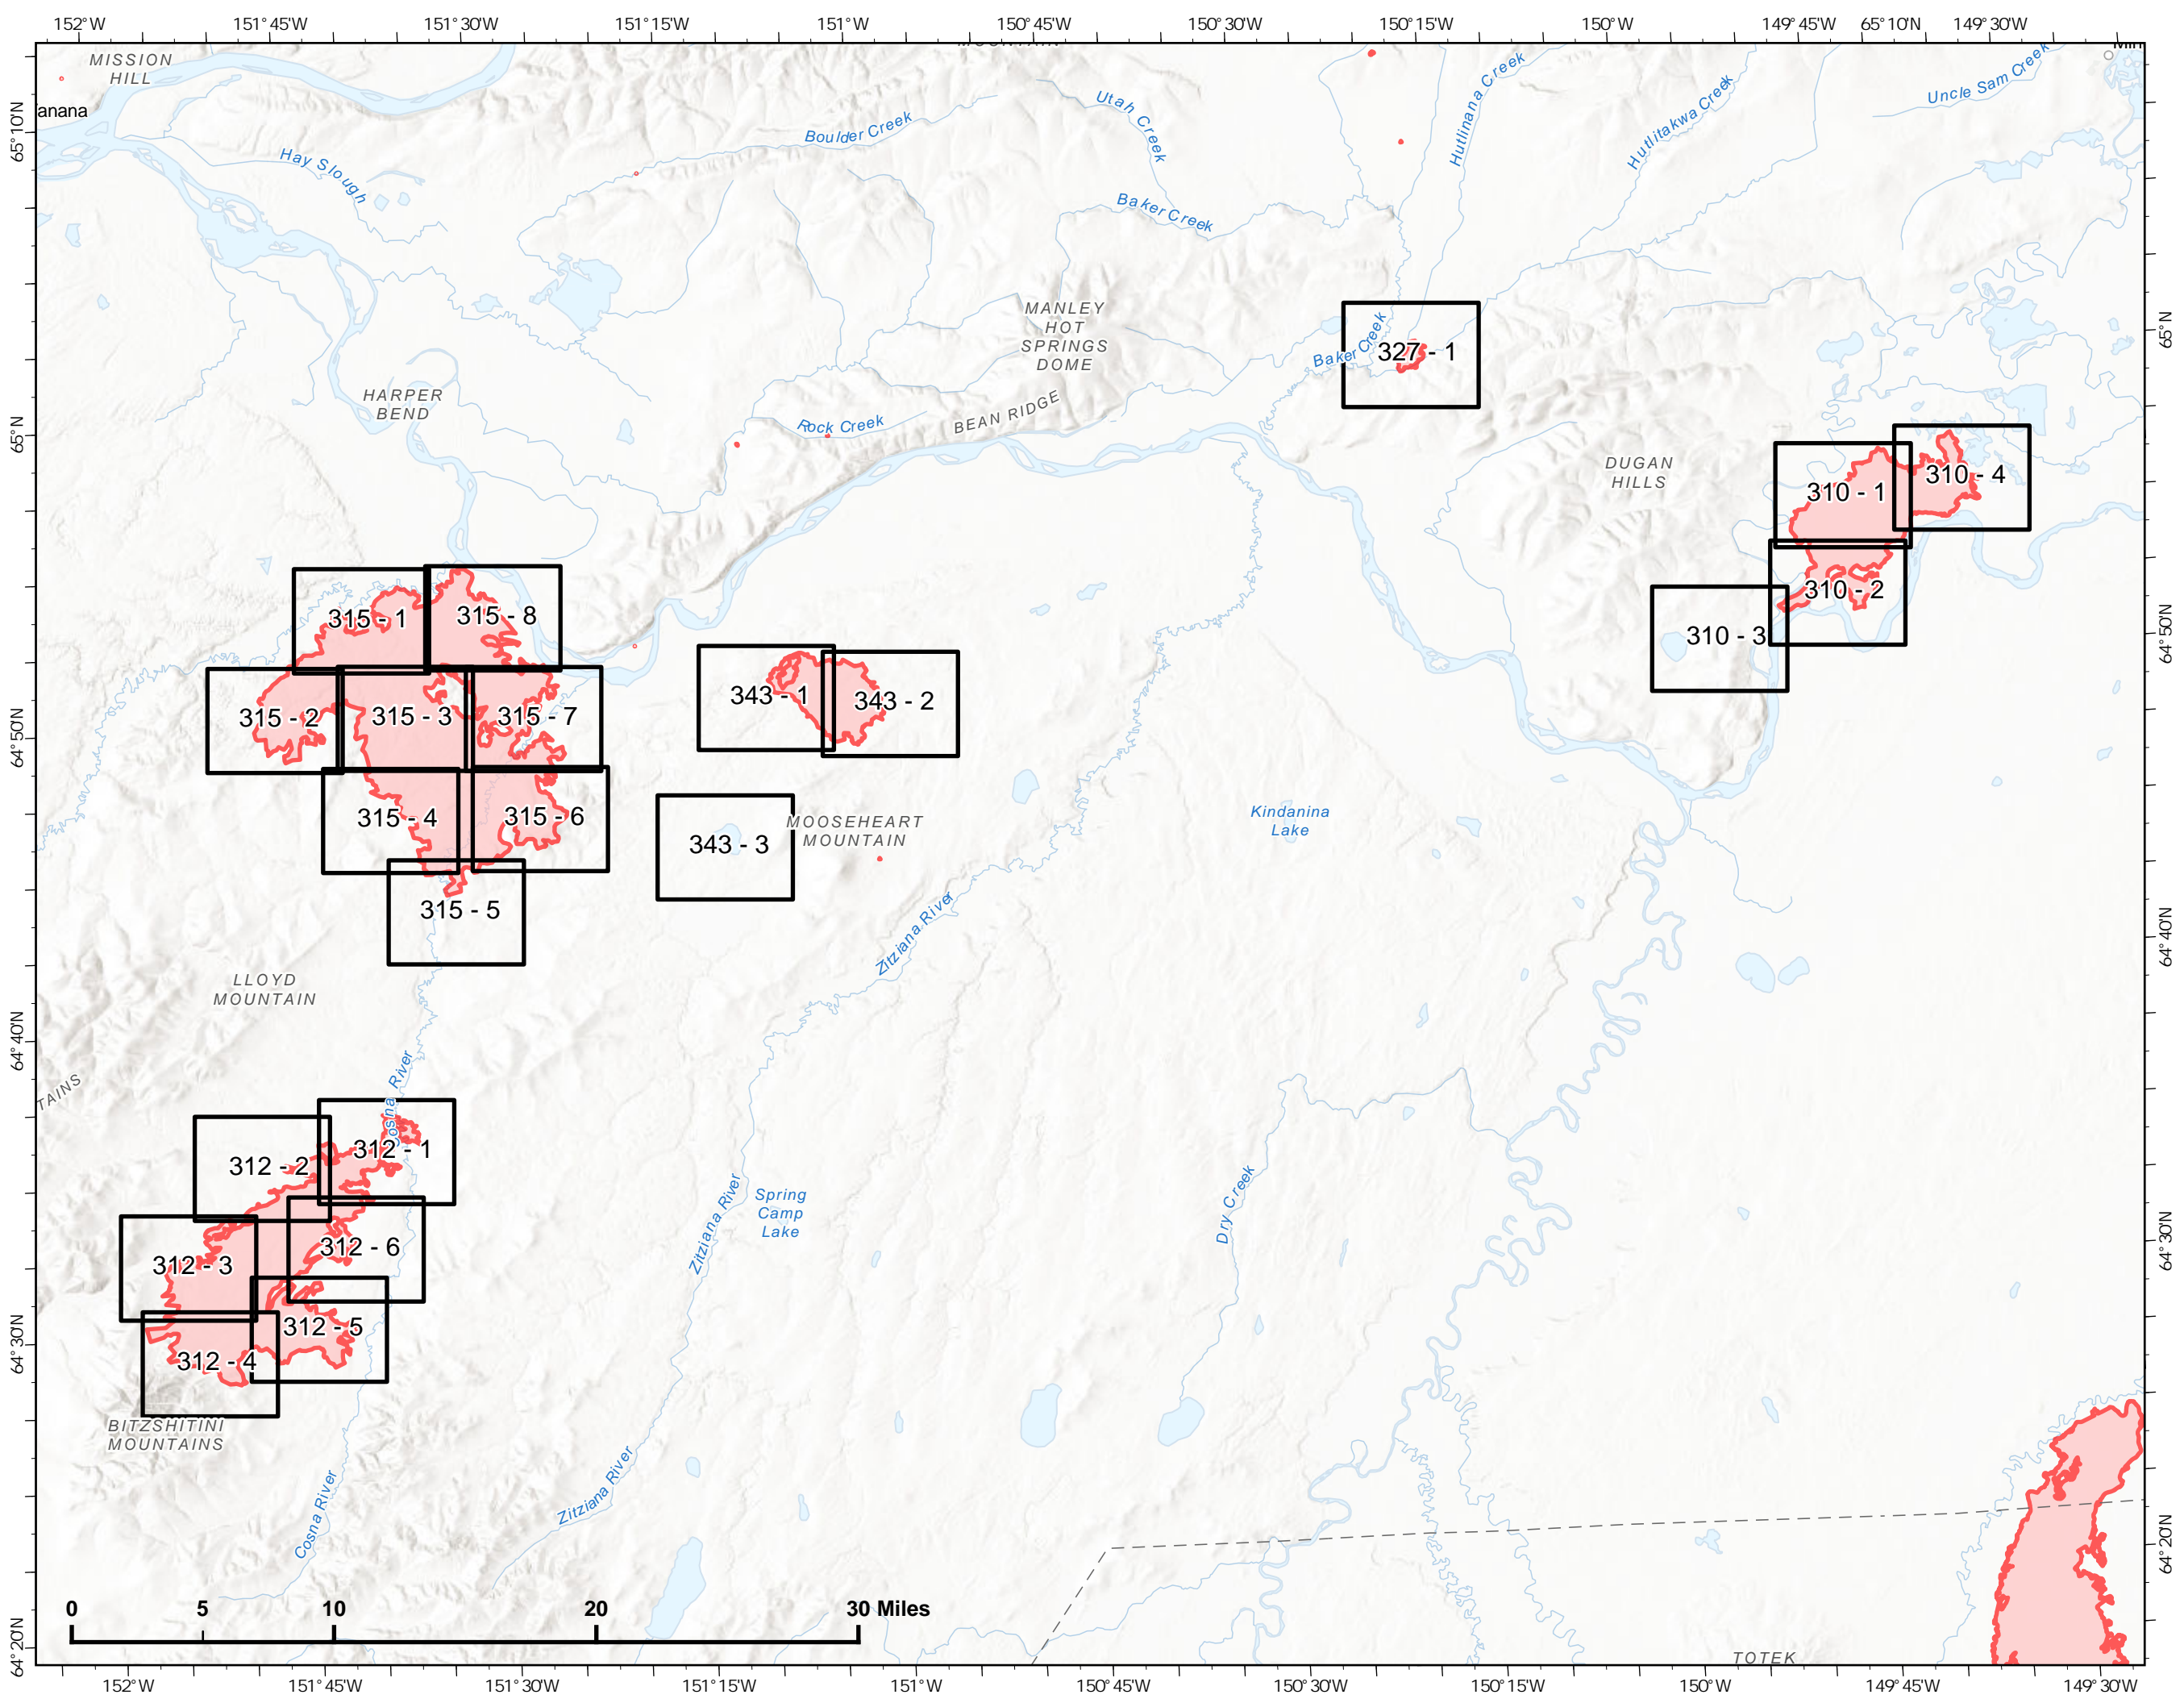 152°W 151°45'W 151°30'W 151°15'W 151°W 150°45'W 150°30'W 150°15'W 150°W 149°45'W 65°10'N 149°30'W
MISSION
HILL
anana
65°10'N
Hay Slough
Boulder Creek
Utah Creek
Baker Creek
Hutlinana Creek
Hutlitakwa Creek
Uncle Sam Creek
MANLEY
HOT
SPRINGS
DOME
Baker Creek
327 - 1
65°N
HARPER
BEND
65°N
Rock Creek
BEAN RIDGE
DUGAN
HILLS
310 - 1
310 - 4
310 - 2
310 - 3
64°50'N
315 - 1
315 - 8
315 - 2
315 - 3
315 - 7
64°50'N
343 - 1
343 - 2
315 - 4
315 - 6
343 - 3
MOOSEHEART
MOUNTAIN
Kindanina
Lake
315 - 5
Zitziana River
64°40'N
LLOYD
MOUNTAIN
64°40'N
TAINS
osna River
312 - 1
312 - 2
312 - 6
312 - 3
Zitziana River
Spring
Camp
Lake
Dry Creek
64°30'N
312 - 5
64°30'N
312 - 4
BITZSHITINI
MOUNTAINS
Cosna River
Zitziana River
64°20'N
0 5 10 20 30 Miles
64°20'N
TOTEK
152°W 151°45'W 151°30'W 151°15'W 151°W 150°45'W 150°30'W 150°15'W 150°W 149°45'W 149°30'W